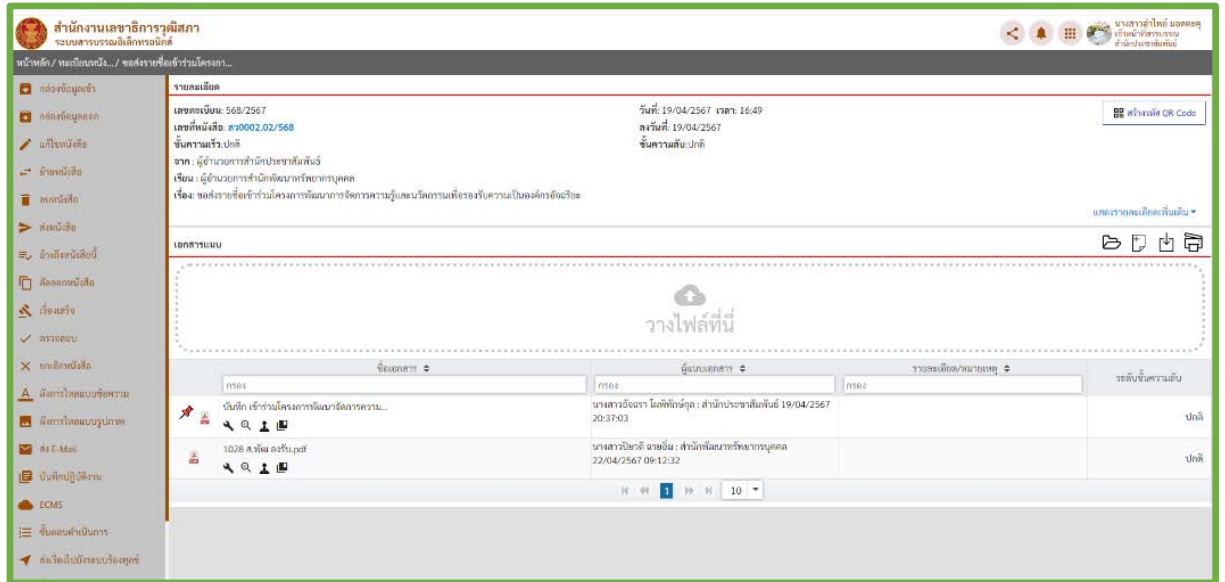 สำนักงานเลขาธิการวุฒิสภา
ระบบสารบรรณอิเล็กทรอนิกส์
เจ้าหน้าที่สารบรรณ
สำนักประชาสัมพันธ์
หน้าหลัก / ทะเบียนหนัง... / ขอส่งรายชื่อเข้าร่วมโครงกา...
กล่องข้อมูลเข้า
กล่องข้อมูลออก
แก้ไขหนังสือ
ย้ายหนังสือ
ลบหนังสือ
ส่งหนังสือ
อ้างถึงหนังสือนี้
คัดลอกหนังสือ
เรื่องเสร็จ
ตรวจสอบ
ยกเลิกหนังสือ
ผังการไหลแบบข้อความ
ผังการไหลแบบรูปภาพ
ส่ง E-Mail
บันทึกปฏิบัติงาน
ECMS
ขั้นตอนดำเนินการ
ส่งเรื่องไปยังระบบร้องทุกข์
รายละเอียด
เลขทะเบียน: 568/2567
วันที่: 19/04/2567 เวลา: 16:49
สร้างรหัส QR-Code
เลขที่หนังสือ: สว0002.02/568
ลงวันที่: 19/04/2567
ชั้นความเร็ว:ปกติ
ชั้นความลับ:ปกติ
จาก : ผู้อำนวยการสำนักประชาสัมพันธ์
เรียน : ผู้อำนวยการสำนักพัฒนาทรัพยากรบุคคล
เรื่อง: ขอส่งรายชื่อเข้าร่วมโครงการพัฒนาการจัดการความรู้และนวัตกรรมเพื่อรองรับความเป็นองค์กรอัจฉริยะ
แสดงรายละเอียดเพิ่มเติม
เอกสารแนบ
วางไฟล์ที่นี่
ชื่อเอกสาร
ผู้แนบเอกสาร
รายละเอียด/หมายเหตุ
ระดับชั้นความลับ
กรอง
กรอง
กรอง
บันทึก เข้าร่วมโครงการพัฒนาจัดการความ...
นางสาวอัจฉรา โฆพิทักษ์กุล : สำนักประชาสัมพันธ์ 19/04/2567
20:37:03
ปกติ
1028 ส.พัฒ ลงรับ.pdf
นางสาวปิยวดี ฉายอิ่ม : สำนักพัฒนาทรัพยากรบุคคล
22/04/2567 09:12:32
ปกติ
1
10